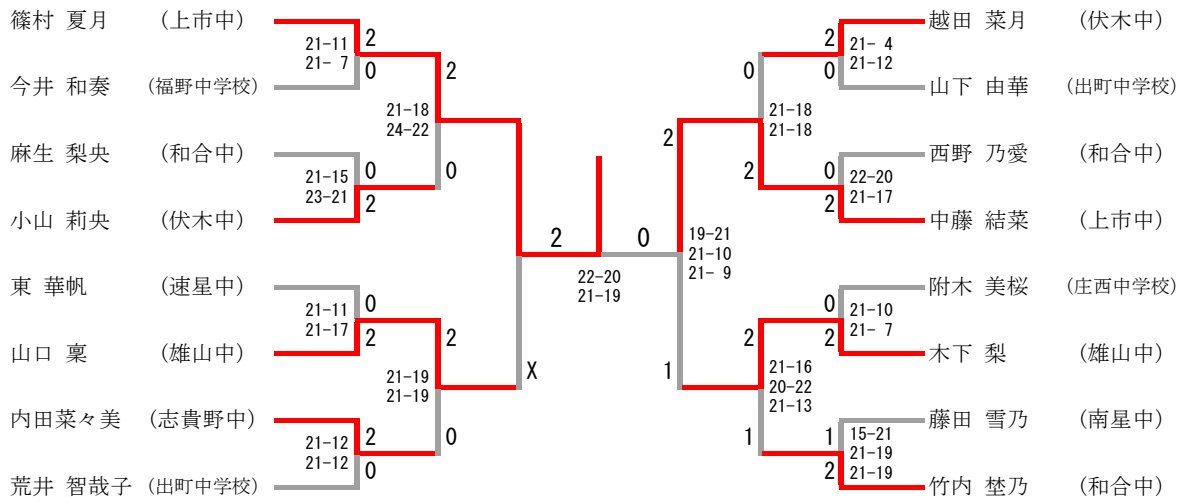 篠村 夏月 (上市中)
21-11 2
21- 7 0
今井 和奏 (福野中学校)
2
21-18
24-22
0
麻生 梨央 (和合中)
21-15 0
23-21 2
小山 莉央 (伏木中)
東 華帆 (速星中)
21-11 0
21-17 2
山口 稟 (雄山中)
2
21-19
21-19
0
内田菜々美 (志貴野中)
21-12 2
21-12 0
荒井 智哉子 (出町中学校)
X
2 0
22-20
21-19
越田 菜月 (伏木中)
2 21- 4
0 21-12
山下 由華 (出町中学校)
0
21-18
21-18
2
西野 乃愛 (和合中)
0 22-20
2 21-17
中藤 結菜 (上市中)
2
19-21
21-10
21- 9
1
附木 美桜 (庄西中学校)
0 21-10
2 21- 7
木下 梨 (雄山中)
2
21-16
20-22
21-13
1
藤田 雪乃 (南星中)
1 15-21
21-19
2 21-19
竹内 埜乃 (和合中)